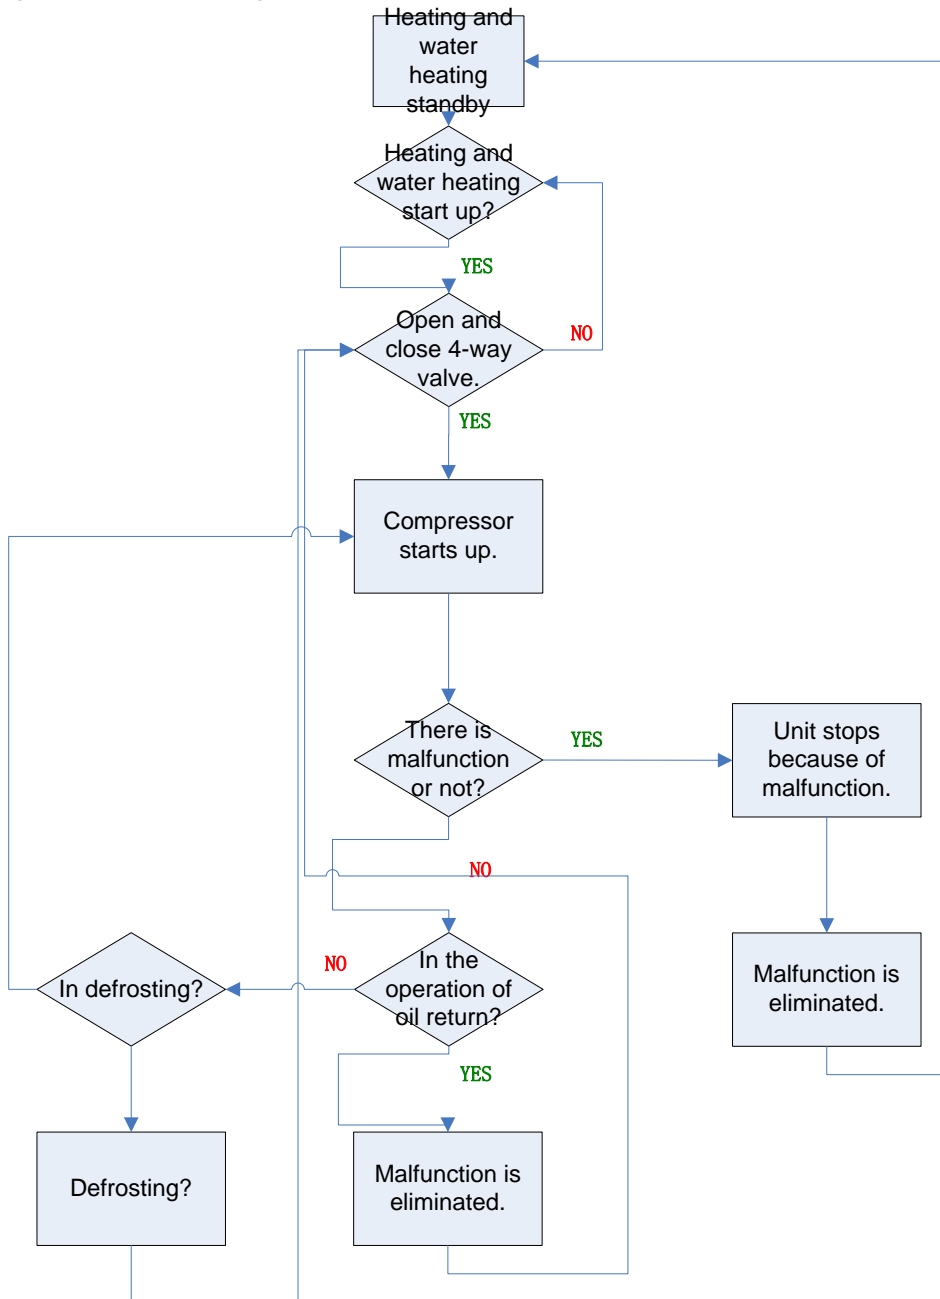 Heating and
water
heating
standby
Heating and
water heating
start up?
YES
Open and
close 4-way
valve.
NO
YES
Compressor
starts up.
There is
malfunction
or not?
YES
Unit stops
because of
malfunction.
NO
In defrosting?
NO
In the
operation of
oil return?
Malfunction is
eliminated.
YES
Defrosting?
Malfunction is
eliminated.